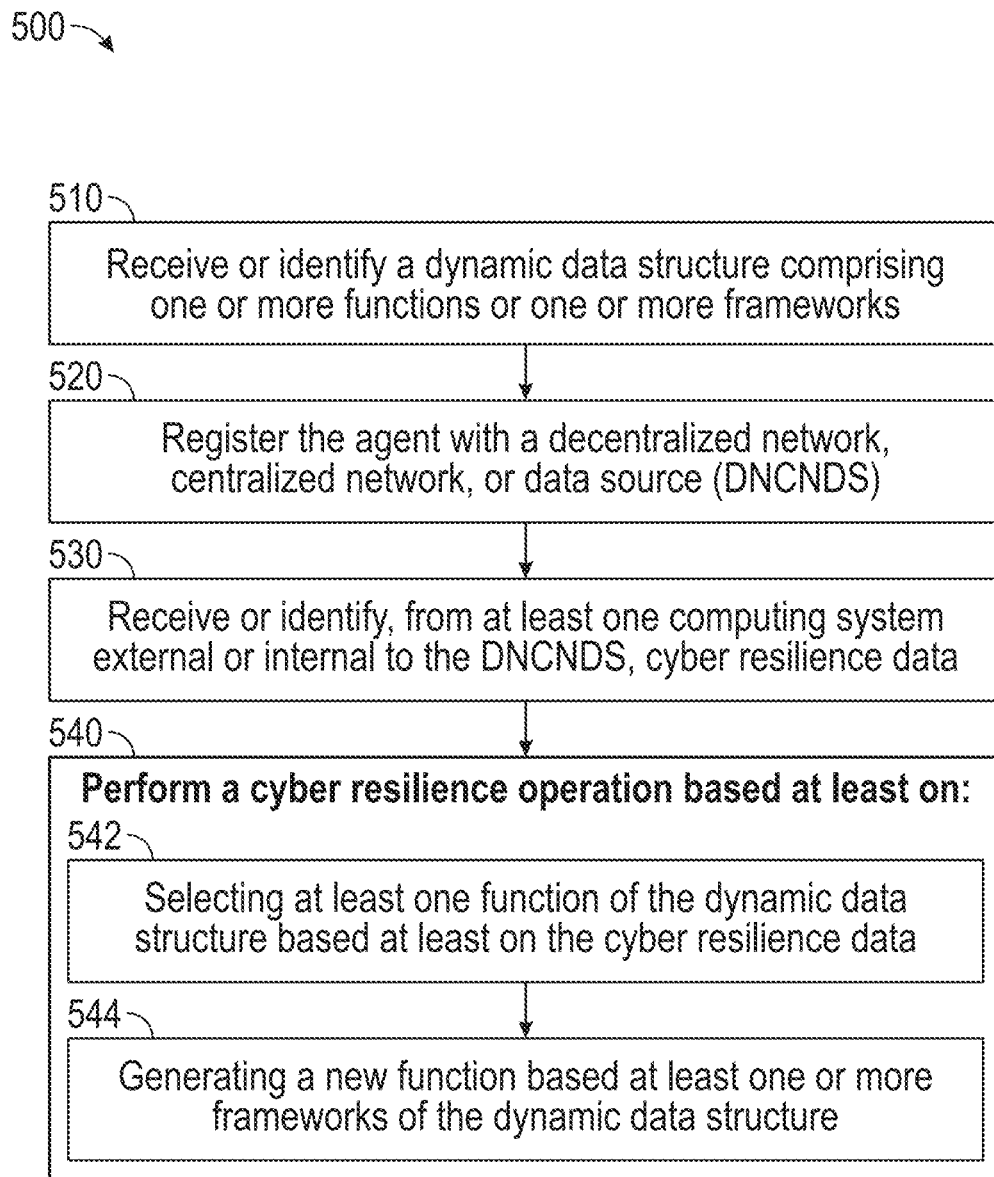 500
510
Receive or identify a dynamic data structure comprising
one or more functions or one or more frameworks
520
Register the agent with a decentralized network,
centralized network, or data source (DNCNDS)
530
Receive or identify, from at least one computing system
external or internal to the DNCNDS, cyber resilience data
540
Perform a cyber resilience operation based at least on:
542
Selecting at least one function of the dynamic data
structure based at least on the cyber resilience data
544
Generating a new function based at least one or more
frameworks of the dynamic data structure